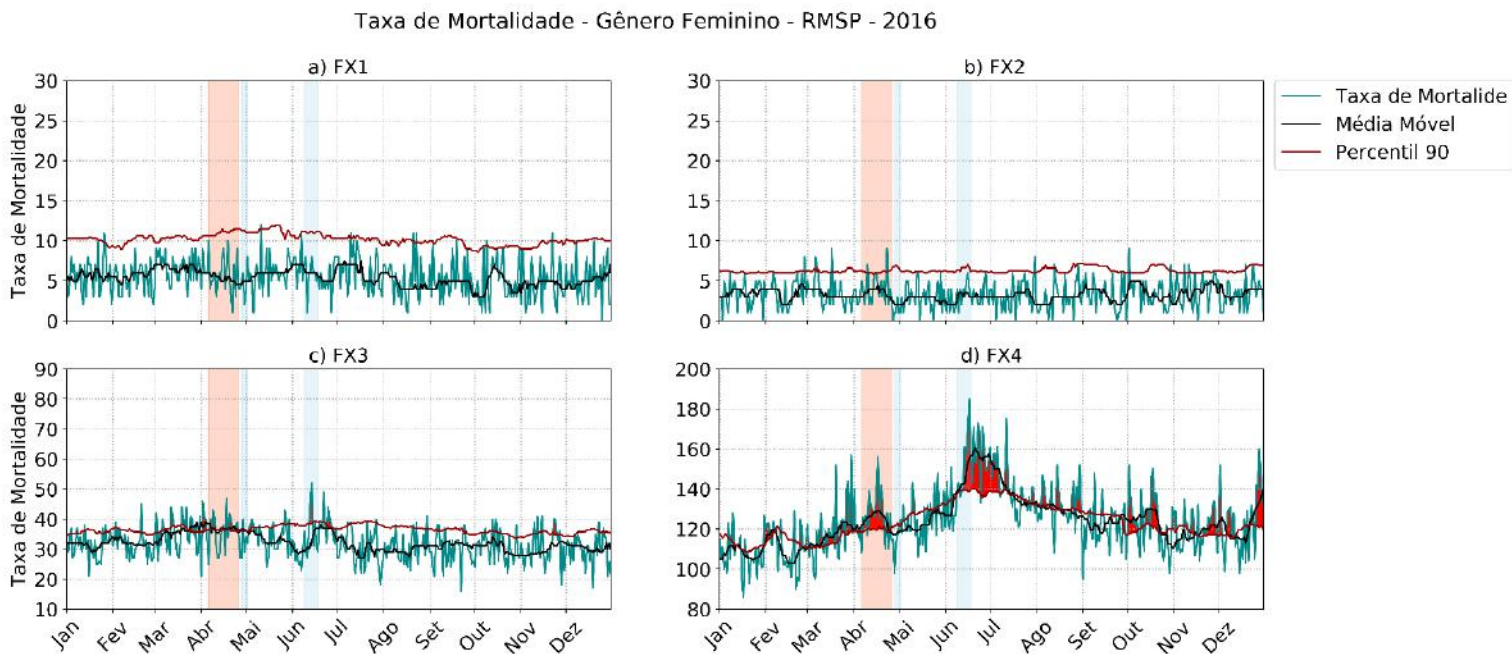 Taxa de Mortalidade - Gênero Feminino - RMSP - 2016
a) FX1
30
25
20
15
10
5
0
Taxa de Mortalidade
b) FX2
30
25
20
15
10
5
0
Taxa de Mortalide
Média Móvel
Percentil 90
c) FX3
90
80
70
60
50
40
30
20
10
Taxa de Mortalidade
Jan Fev Mar Abr Mai Jun Jul Ago Set Out Nov Dez
d) FX4
200
180
160
140
120
100
80
Jan Fev Mar Abr Mai Jun Jul Ago Set Out Nov Dez